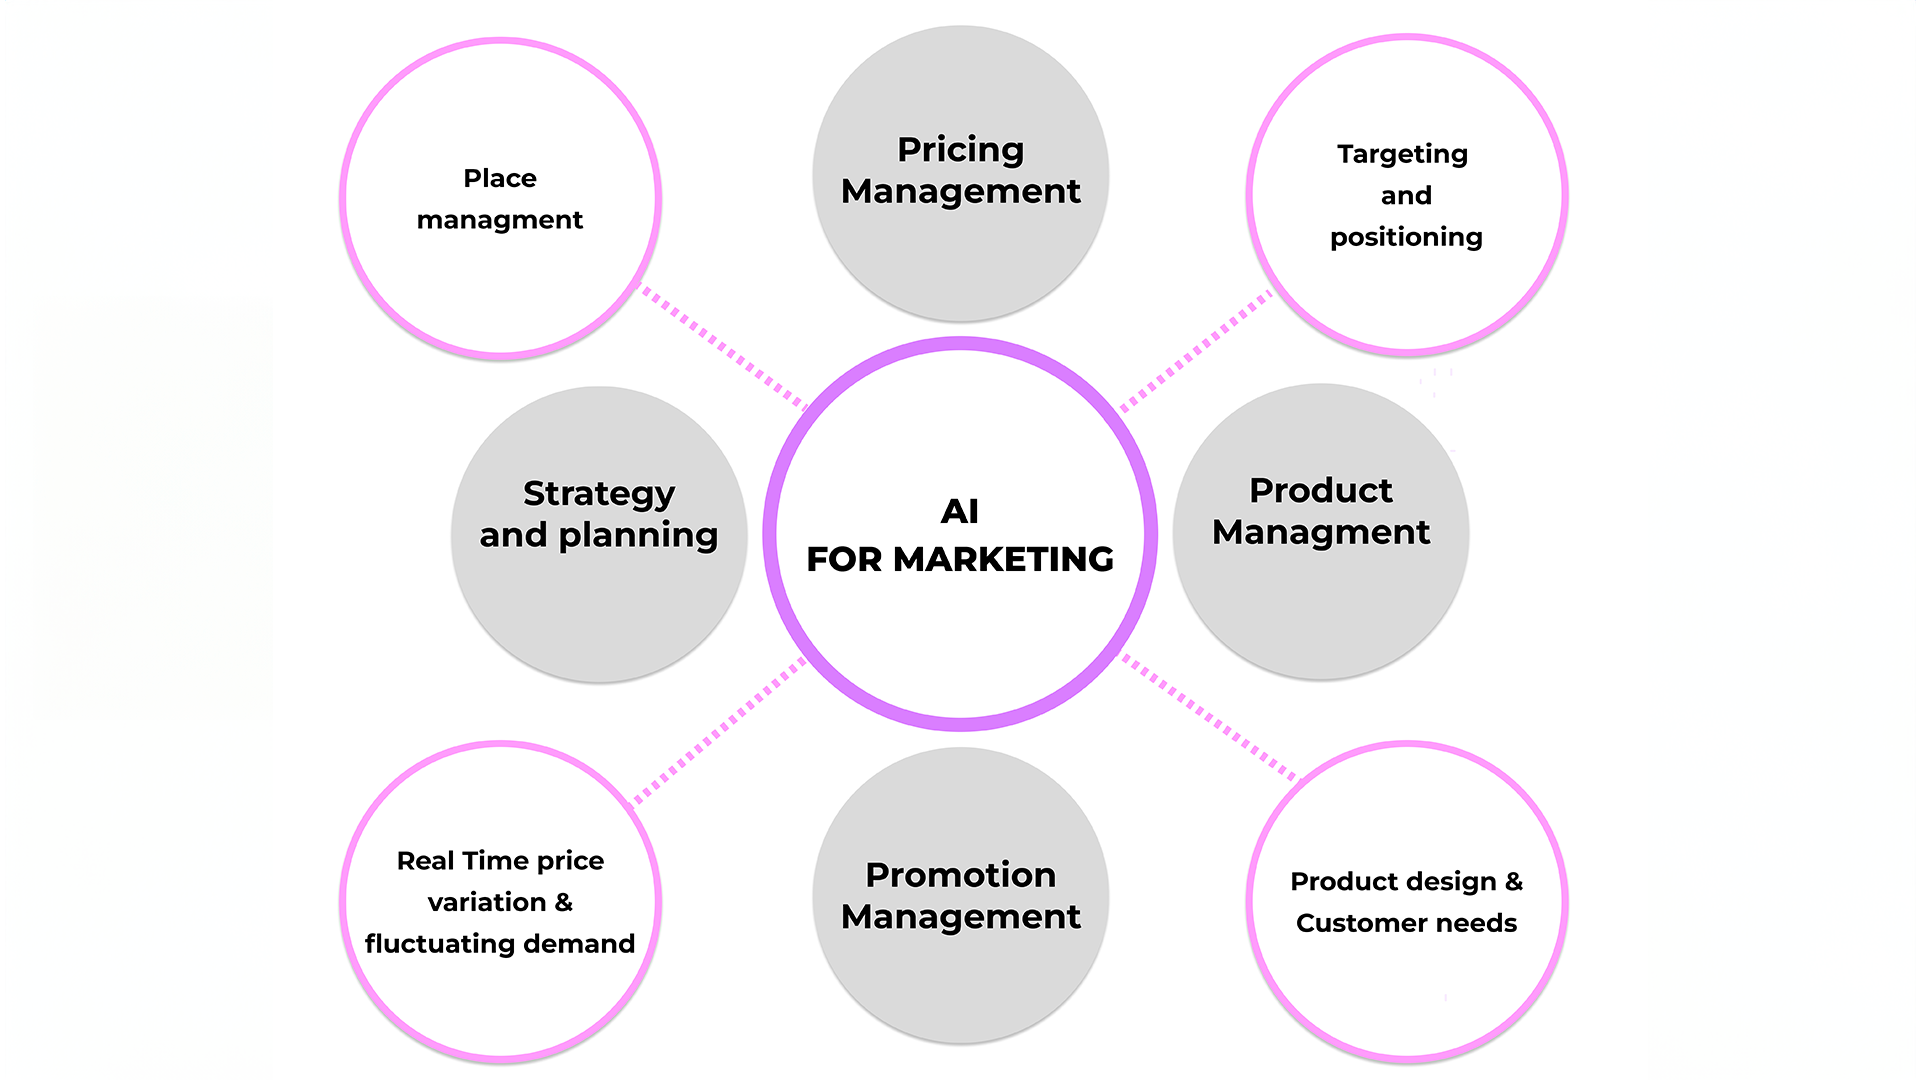 Place
managment
Pricing
Management
Targeting
and
positioning
Strategy
and planning
AI
FOR MARKETING
Product
Managment
Real Time price
variation &
fluctuating demand
Promotion
Management
Product design &
Customer needs